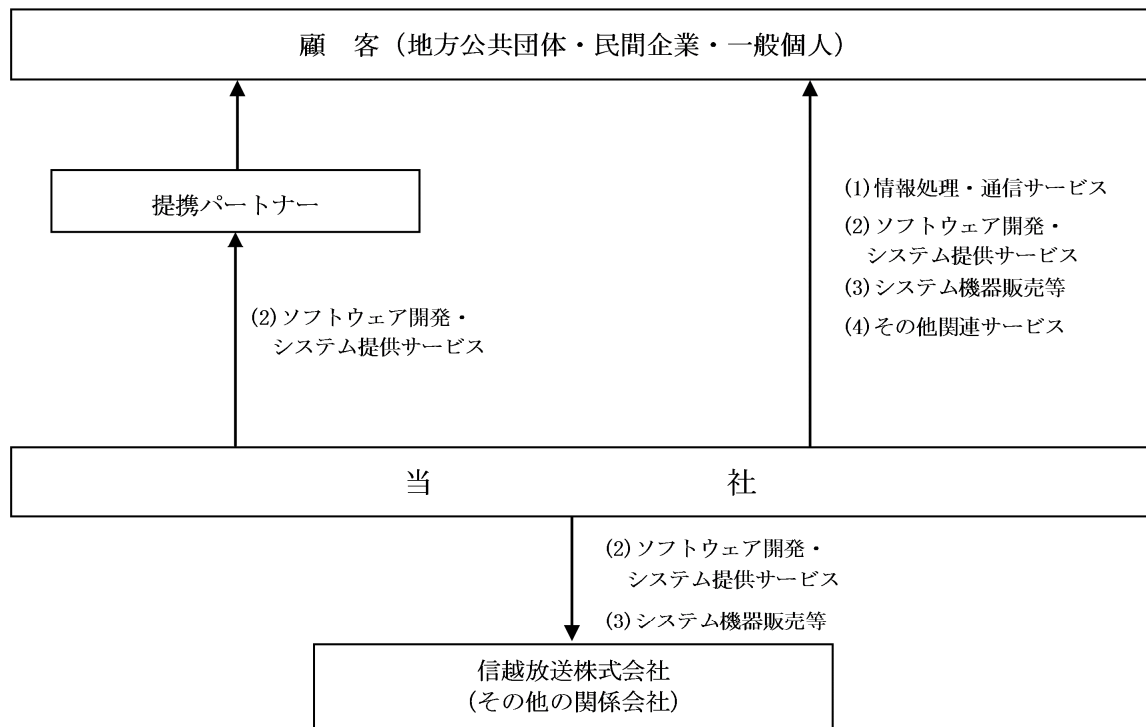 顧　客（地方公共団体・民間企業・一般個人）
提携パートナー
(1)情報処理・通信サービス
(2)ソフトウェア開発・
システム提供サービス
(3)システム機器販売等
(4)その他関連サービス
(2)ソフトウェア開発・
システム提供サービス
当　社
(2)ソフトウェア開発・
システム提供サービス
(3)システム機器販売等
信越放送株式会社
(その他の関係会社)